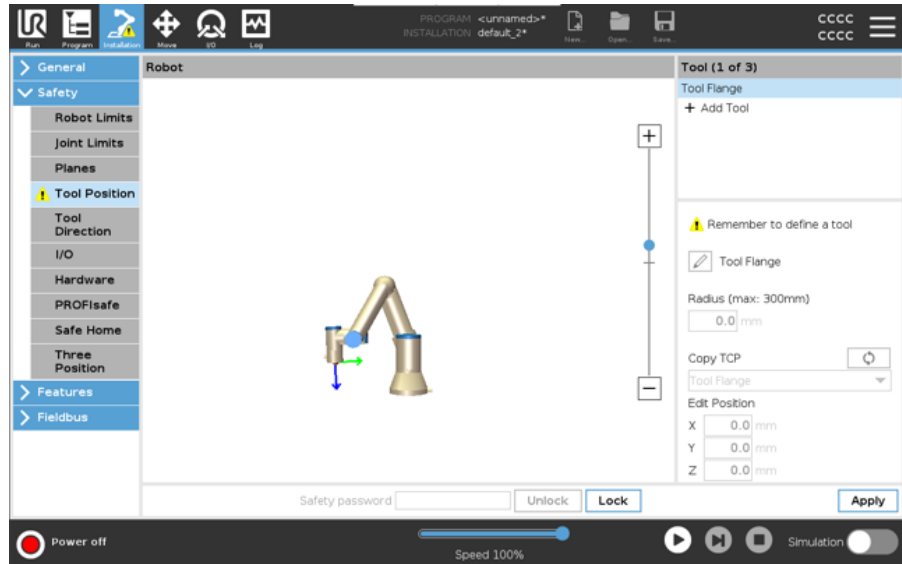 PROGRAM <unnamed>*
INSTALLATION default_2*
cccc
cccc
Run
Program
Installation
Move
I/O
Log
New...
Open...
Save...
General
Safety
Robot Limits
Joint Limits
Planes
Tool Position
Tool
Direction
I/O
Hardware
PROFIsafe
Safe Home
Three
Position
Features
Fieldbus
Robot
Safety password
Unlock
Lock
Tool (1 of 3)
Tool Flange
+ Add Tool
Remember to define a tool
Tool Flange
Radius (max: 300mm)
0.0 mm
Copy TCP
Tool Flange
Edit Position
X 0.0 mm
Y 0.0 mm
Z 0.0 mm
Apply
Power off
Speed 100%
Simulation